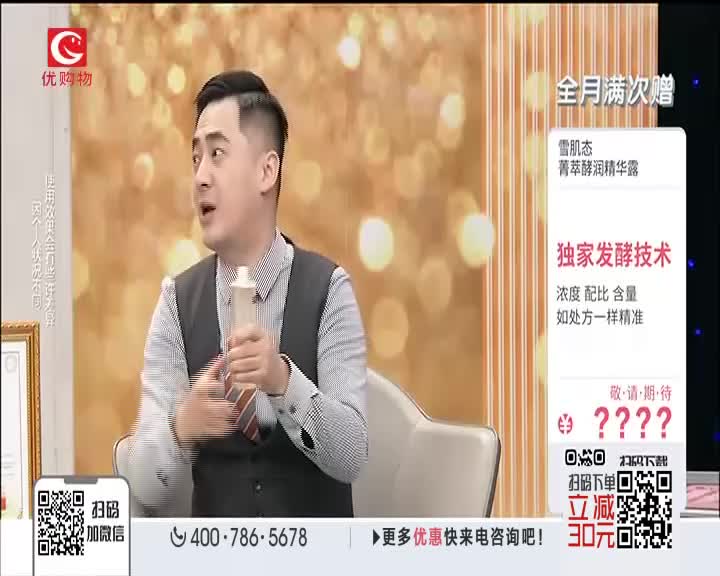 优购物
全月满次赠
雪肌态
菁萃酵润精华露
独家发酵技术
浓度 配比 含量
如处方一样精准
敬·请·期·待
¥ ????
扫码下载
扫码下单
立减
30元
使用效果会有些许差异
因个人状况不同
扫码
加微信
400·786·5678
更多优惠快来电咨询吧!